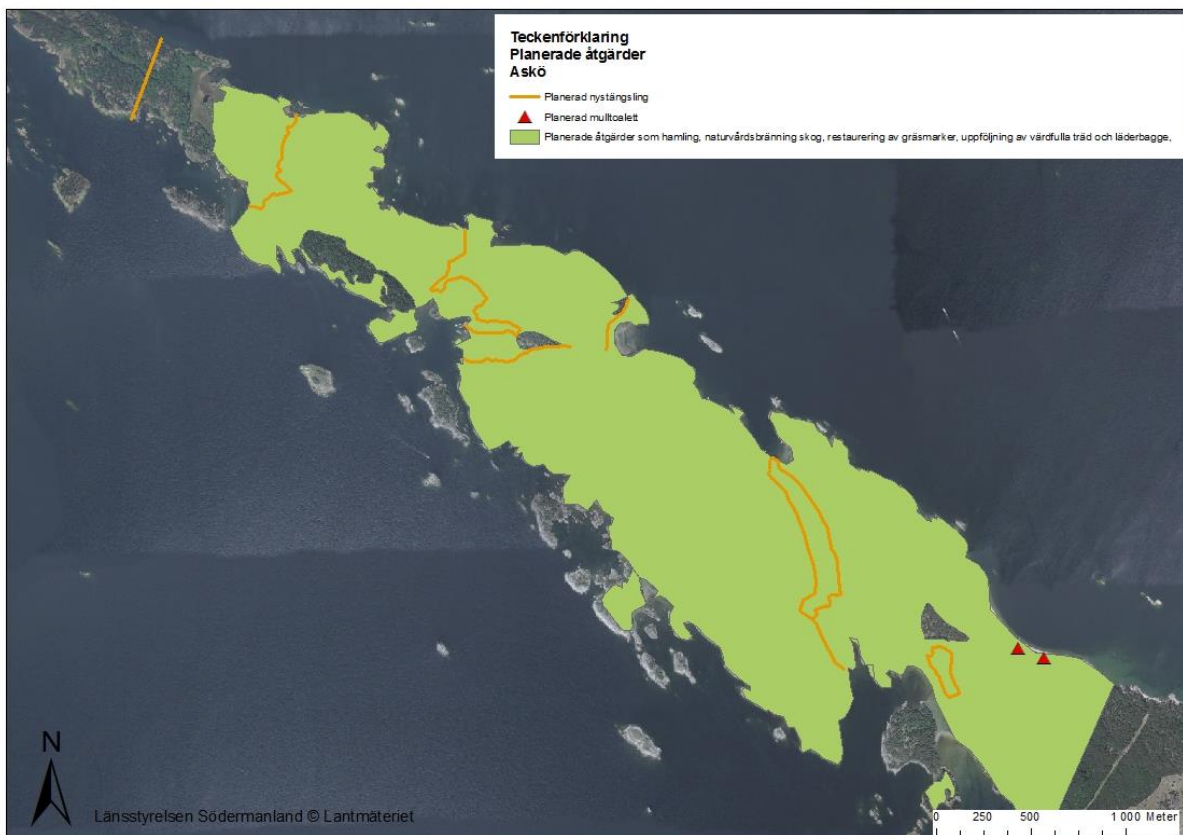 Teckenförklaring
Planerade åtgärder
Askö
Planerad nystängsling
Planerad mulltoalett
Planerade åtgärder som hamling, naturvårdsbränning skog, restaurering av gräsmarker, uppföljning av värdfulla träd och läderbagge,
N
Länsstyrelsen Södermanland © Lantmäteriet
0 250 500 1 000 Meter